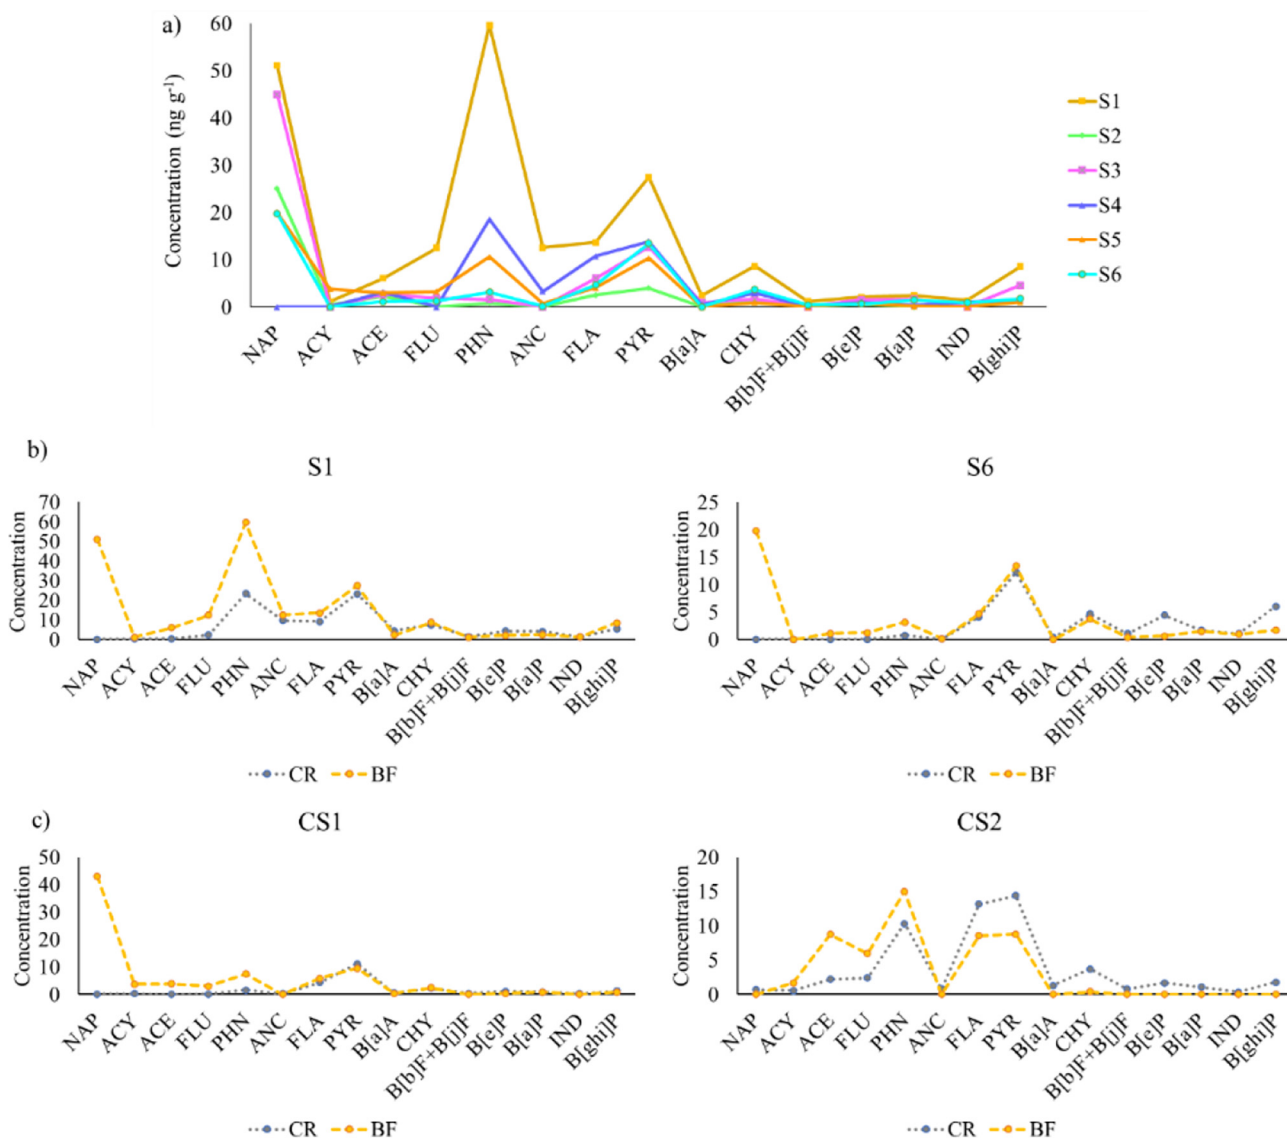 a)
Concentration (ng g-1)
60
50
40
30
20
10
0
NAP ACY ACE FLU PHN ANC FLA PYR B[a]A CHY B[b]F+B[j]F B[e]P B[a]P IND B[ghi]P
S1
S2
S3
S4
S5
S6
b)
S1
Concentration
70
60
50
40
30
20
10
0
NAP ACY ACE FLU PHN ANC FLA PYR B[a]A CHY B[b]F+B[j]F B[e]P B[a]P IND B[ghi]P
CR BF
S6
Concentration
25
20
15
10
5
0
NAP ACY ACE FLU PHN ANC FLA PYR B[a]A CHY B[b]F+B[j]F B[e]P B[a]P IND B[ghi]P
CR BF
c)
CS1
Concentration
50
40
30
20
10
0
NAP ACY ACE FLU PHN ANC FLA PYR B[a]A CHY B[b]F+B[j]F B[e]P B[a]P IND B[ghi]P
CR BF
CS2
Concentration
20
15
10
5
0
NAP ACY ACE FLU PHN ANC FLA PYR B[a]A CHY B[b]F+B[j]F B[e]P B[a]P IND B[ghi]P
CR BF